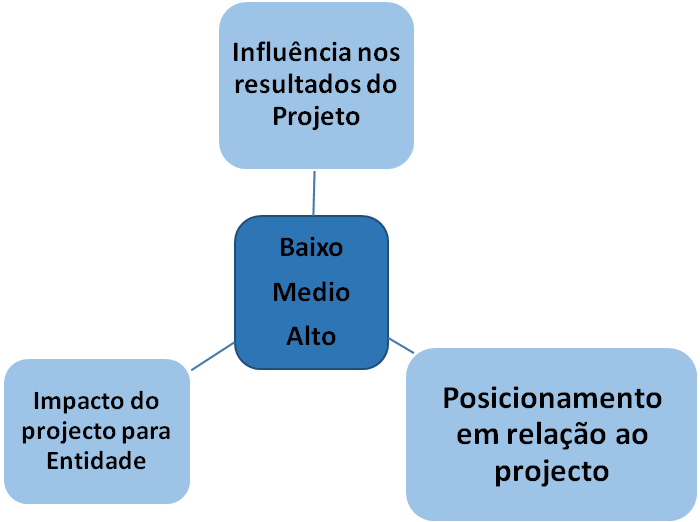 Influência nos
resultados do
Projeto
Baixo
Medio
Alto
Impacto do
projecto para
Entidade
Posicionamento
em relação ao
projecto